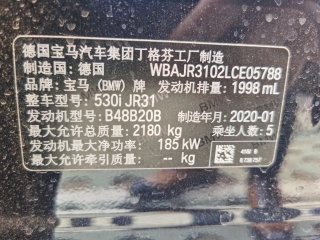 德国宝马汽车集团丁格芬工厂制造
制造国：德国 WBAJR3102LCE05788
品牌：宝马（BMW）牌 发动机排量：1998 mL
整车型号：530i JR31
发动机型号：B48B20B 制造年月：2020-01
最大允许总质量：2180 kg 乘坐人数：5
发动机最大净功率：185 kW
最大允许牵引质量：-- kg